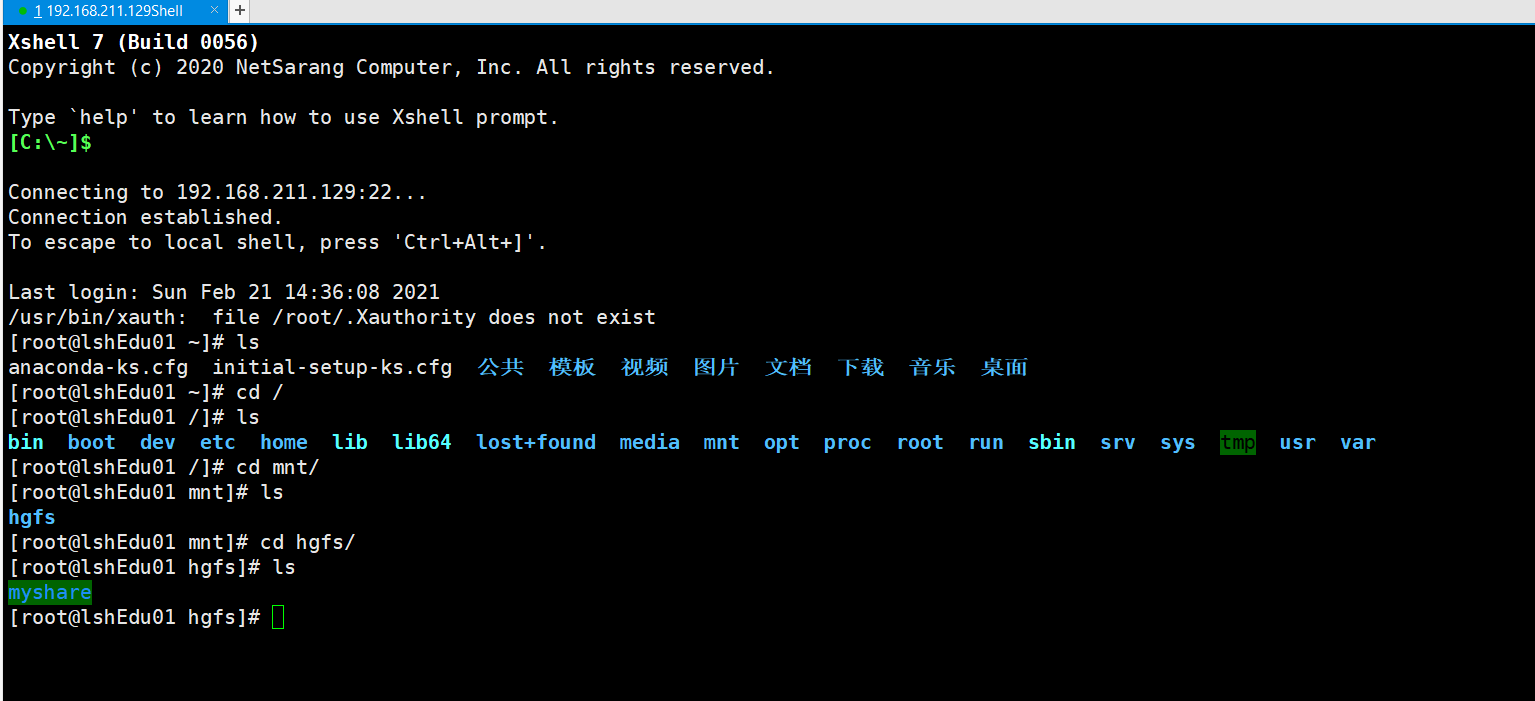 1 192.168.211.129Shell × +
Xshell 7 (Build 0056)
Copyright (c) 2020 NetSarang Computer, Inc. All rights reserved.
Type `help' to learn how to use Xshell prompt.
[C:\~]$
Connecting to 192.168.211.129:22...
Connection established.
To escape to local shell, press 'Ctrl+Alt+]'.
Last login: Sun Feb 21 14:36:08 2021
/usr/bin/xauth:  file /root/.Xauthority does not exist
[root@lshEdu01 ~]# ls
anaconda-ks.cfg  initial-setup-ks.cfg  公共  模板  视频  图片  文档  下载  音乐  桌面
[root@lshEdu01 ~]# cd /
[root@lshEdu01 /]# ls
bin  boot  dev  etc  home  lib  lib64  lost+found  media  mnt  opt  proc  root  run  sbin  srv  sys  tmp  usr  var
[root@lshEdu01 /]# cd mnt/
[root@lshEdu01 mnt]# ls
hgfs
[root@lshEdu01 mnt]# cd hgfs/
[root@lshEdu01 hgfs]# ls
myshare
[root@lshEdu01 hgfs]#